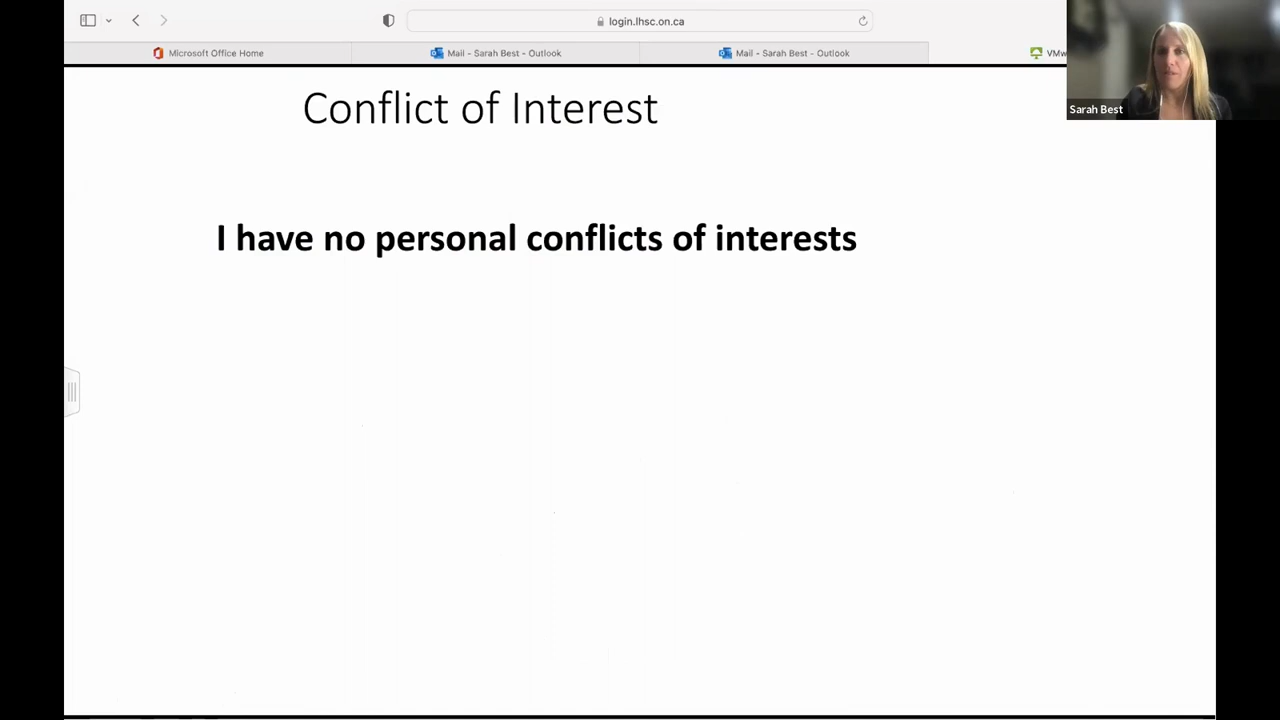 login.lhsc.on.ca
Microsoft Office Home
Mail - Sarah Best - Outlook
Mail - Sarah Best - Outlook
VMw
Sarah Best
Conflict of Interest
I have no personal conflicts of interests